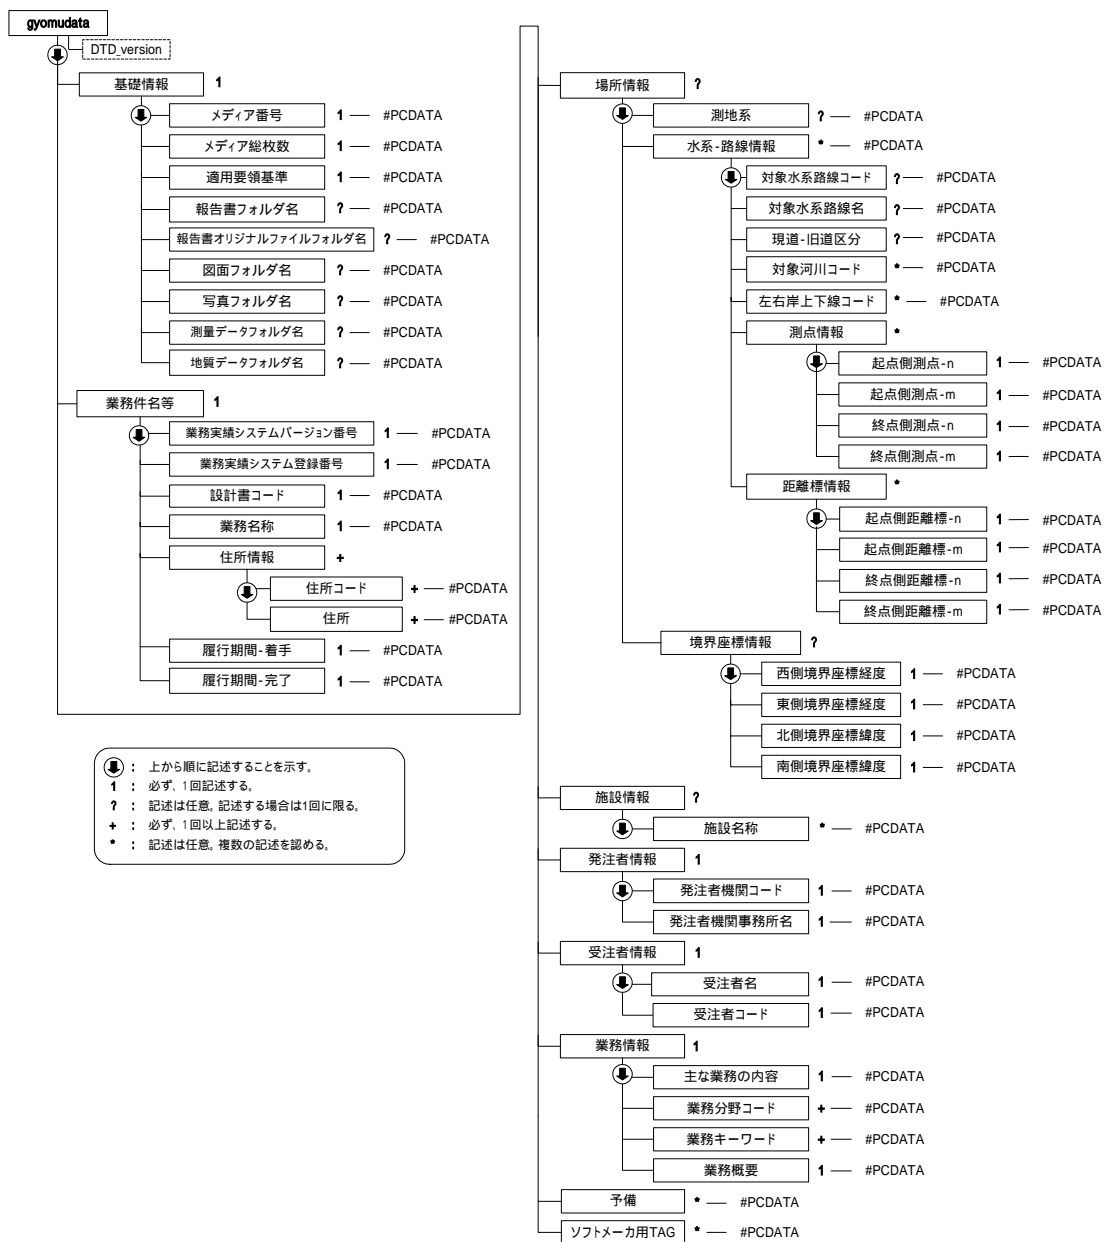 gyomudata
DTD_version
基礎情報 1
メディア番号 1 #PCDATA
メディア総枚数 1 #PCDATA
適用要領基準 1 #PCDATA
報告書フォルダ名 ? #PCDATA
報告書オリジナルファイルフォルダ名 ? #PCDATA
図面フォルダ名 ? #PCDATA
写真フォルダ名 ? #PCDATA
測量データフォルダ名 ? #PCDATA
地質データフォルダ名 ? #PCDATA
業務件名等 1
業務実績システムバージョン番号 1 #PCDATA
業務実績システム登録番号 1 #PCDATA
設計書コード 1 #PCDATA
業務名称 1 #PCDATA
住所情報 +
住所コード + #PCDATA
住所 + #PCDATA
履行期間-着手 1 #PCDATA
履行期間-完了 1 #PCDATA
: 上から順に記述することを示す。
1 : 必ず、1回記述する。
? : 記述は任意。記述する場合は1回に限る。
+ : 必ず、1回以上記述する。
* : 記述は任意。複数の記述を認める。
場所情報 ?
測地系 ? #PCDATA
水系-路線情報 * #PCDATA
対象水系路線コード ? #PCDATA
対象水系路線名 ? #PCDATA
現道-旧道区分 ? #PCDATA
対象河川コード * #PCDATA
左右岸上下線コード * #PCDATA
測点情報 *
起点側測点-n 1 #PCDATA
起点側測点-m 1 #PCDATA
終点側測点-n 1 #PCDATA
終点側測点-m 1 #PCDATA
距離標情報 *
起点側距離標-n 1 #PCDATA
起点側距離標-m 1 #PCDATA
終点側距離標-n 1 #PCDATA
終点側距離標-m 1 #PCDATA
境界座標情報 ?
西側境界座標経度 1 #PCDATA
東側境界座標経度 1 #PCDATA
北側境界座標緯度 1 #PCDATA
南側境界座標緯度 1 #PCDATA
施設情報 ?
施設名称 * #PCDATA
発注者情報 1
発注者機関コード 1 #PCDATA
発注者機関事務所名 1 #PCDATA
受注者情報 1
受注者名 1 #PCDATA
受注者コード 1 #PCDATA
業務情報 1
主な業務の内容 1 #PCDATA
業務分野コード + #PCDATA
業務キーワード + #PCDATA
業務概要 1 #PCDATA
予備 * #PCDATA
ソフトメーカ用TAG * #PCDATA